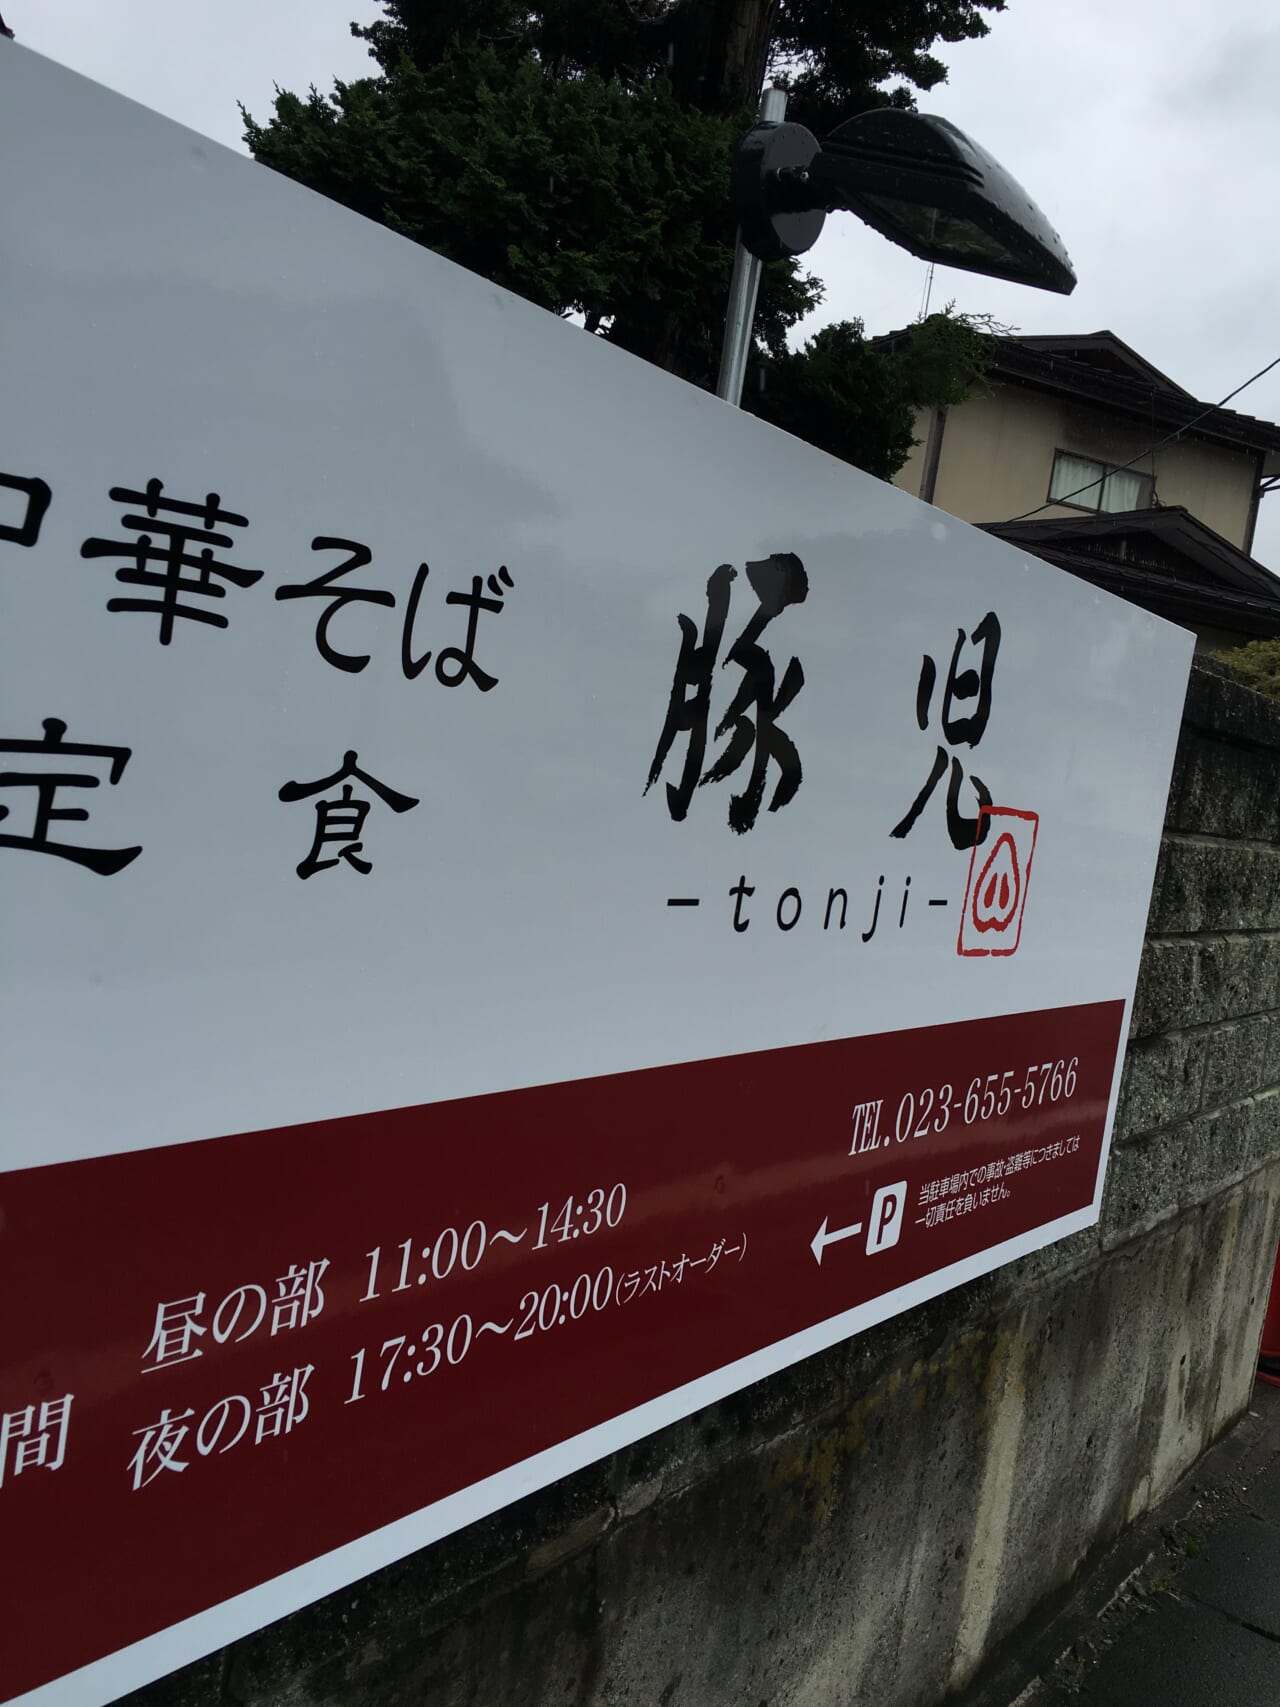 中華そば
定食
豚児
-tonji-
TEL.023-655-5766
P
当駐車場内での事故・盗難等につきましては
一切責任を負いません。
間
昼の部 11:00～14:30
夜の部 17:30～20:00(ラストオーダー)